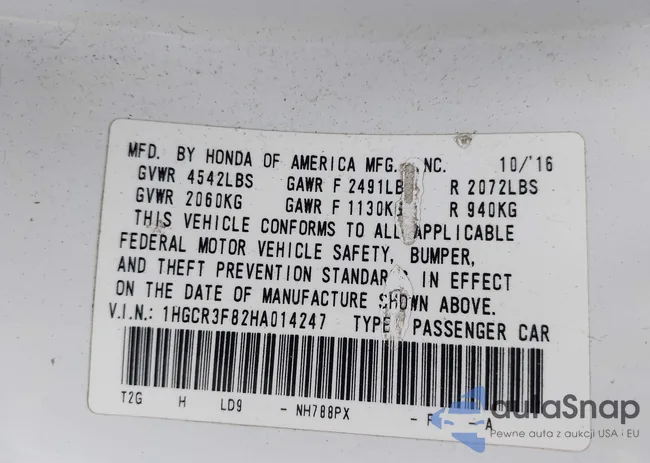 MFD. BY HONDA OF AMERICA MFG. NC. 10/'16
GVWR 4542LBS GAWR F 2491LB R 2072LBS
GVWR 2060KG GAWR F 1130K R 940KG
THIS VEHICLE CONFORMS TO ALL APPLICABLE
FEDERAL MOTOR VEHICLE SAFETY, BUMPER,
AND THEFT PREVENTION STANDAR IN EFFECT
ON THE DATE OF MANUFACTURE SHOWN ABOVE.
V.I.N.: 1HGCR3F82HA014247 TYPE PASSENGER CAR
T2G H LD9 - NH788PX - F - A
autaSnap
Pewne auta z aukcji USA i EU